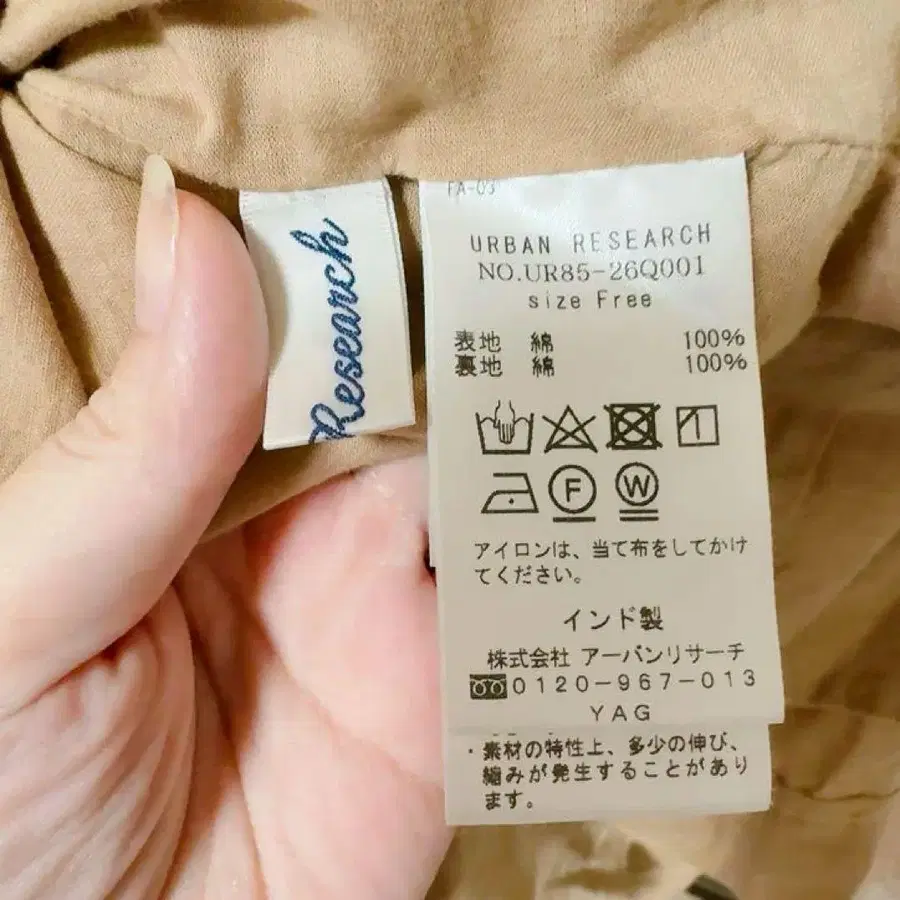 Research
FA-03
URBAN RESEARCH
NO.UR85-26Q001
size Free
表地 綿 100%
裏地 綿 100%
F W
アイロンは、当て布をしてかけ
てください。
インド製
株式会社 アーバンリサーチ
0120-967-013
YAG
・素材の特性上、多少の伸び、
縮みが発生することがあり
ます。